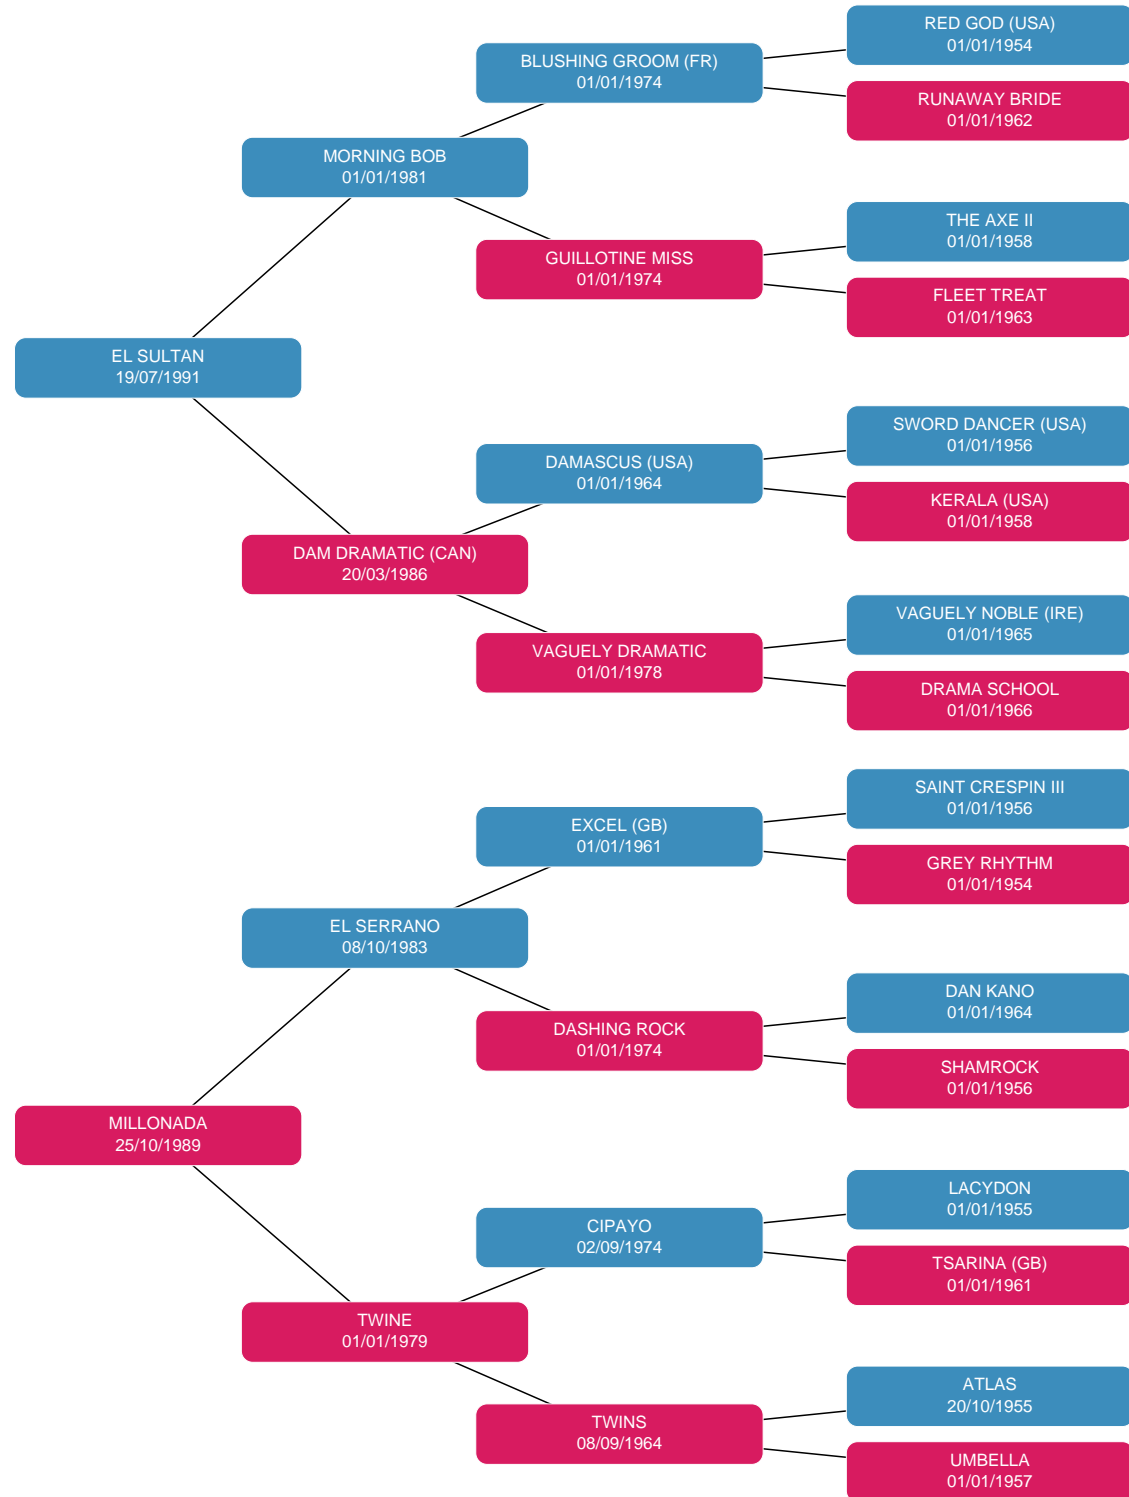 RED GOD (USA)
01/01/1954
BLUSHING GROOM (FR)
01/01/1974
RUNAWAY BRIDE
01/01/1962
MORNING BOB
01/01/1981
THE AXE II
01/01/1958
GUILLOTINE MISS
01/01/1974
FLEET TREAT
01/01/1963
EL SULTAN
19/07/1991
SWORD DANCER (USA)
01/01/1956
DAMASCUS (USA)
01/01/1964
KERALA (USA)
01/01/1958
DAM DRAMATIC (CAN)
20/03/1986
VAGUELY NOBLE (IRE)
01/01/1965
VAGUELY DRAMATIC
01/01/1978
DRAMA SCHOOL
01/01/1966
SAINT CRESPIN III
01/01/1956
EXCEL (GB)
01/01/1961
GREY RHYTHM
01/01/1954
EL SERRANO
08/10/1983
DAN KANO
01/01/1964
DASHING ROCK
01/01/1974
SHAMROCK
01/01/1956
MILLONADA
25/10/1989
LACYDON
01/01/1955
CIPAYO
02/09/1974
TSARINA (GB)
01/01/1961
TWINE
01/01/1979
ATLAS
20/10/1955
TWINS
08/09/1964
UMBELLA
01/01/1957